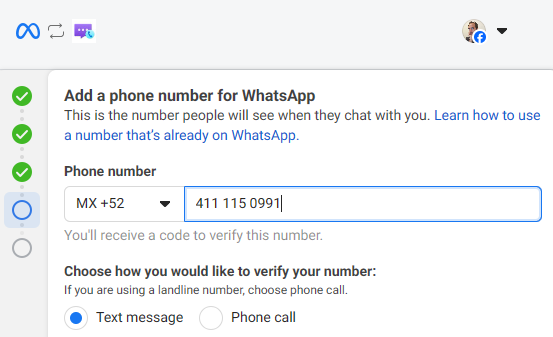 Add a phone number for WhatsApp
This is the number people will see when they chat with you. Learn how to use
a number that's already on WhatsApp.
Phone number
MX +52
411 115 0991
You'll receive a code to verify this number.
Choose how you would like to verify your number:
If you are using a landline number, choose phone call.
Text message
Phone call